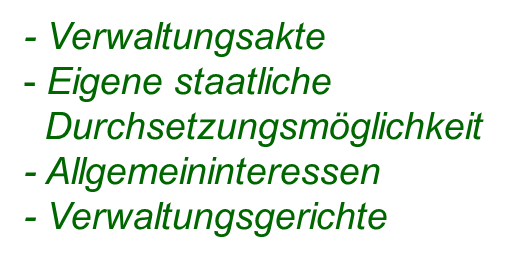 - Verwaltungsakte
- Eigene staatliche
Durchsetzungsmöglichkeit
- Allgemeininteressen
- Verwaltungsgerichte